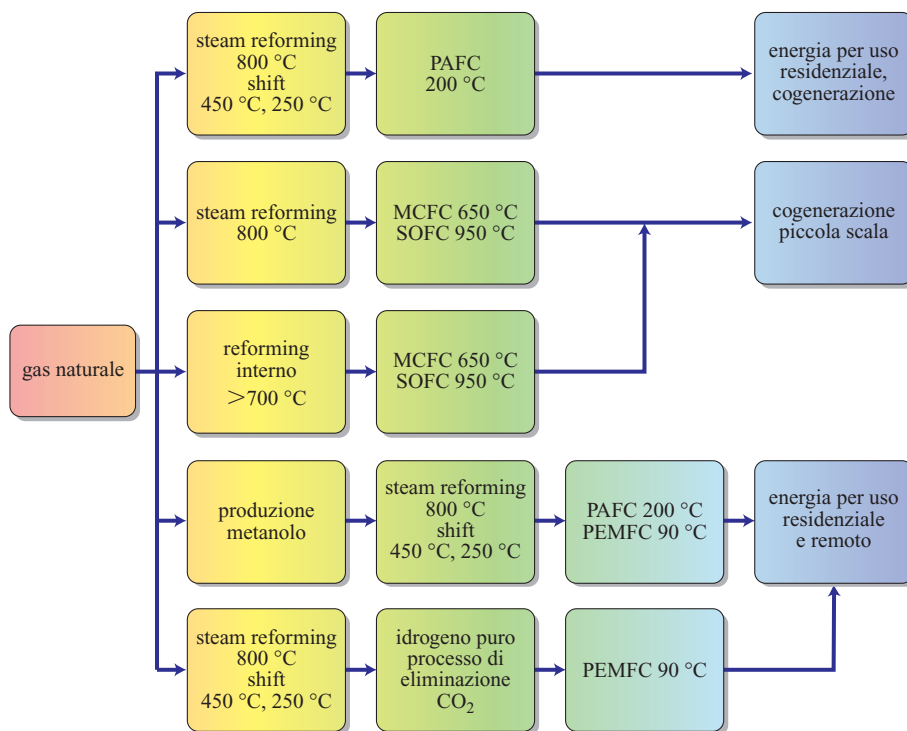 steam reforming
800 °C
shift
450 °C, 250 °C
PAFC
200 °C
energia per uso
residenziale,
cogenerazione
steam reforming
800 °C
MCFC 650 °C
SOFC 950 °C
cogenerazione
piccola scala
gas naturale
reforming
interno
>700 °C
MCFC 650 °C
SOFC 950 °C
produzione
metanolo
steam reforming
800 °C
shift
450 °C, 250 °C
PAFC 200 °C
PEMFC 90 °C
energia per uso
residenziale
e remoto
steam reforming
800 °C
shift
450 °C, 250 °C
idrogeno puro
processo di
eliminazione
CO₂
PEMFC 90 °C